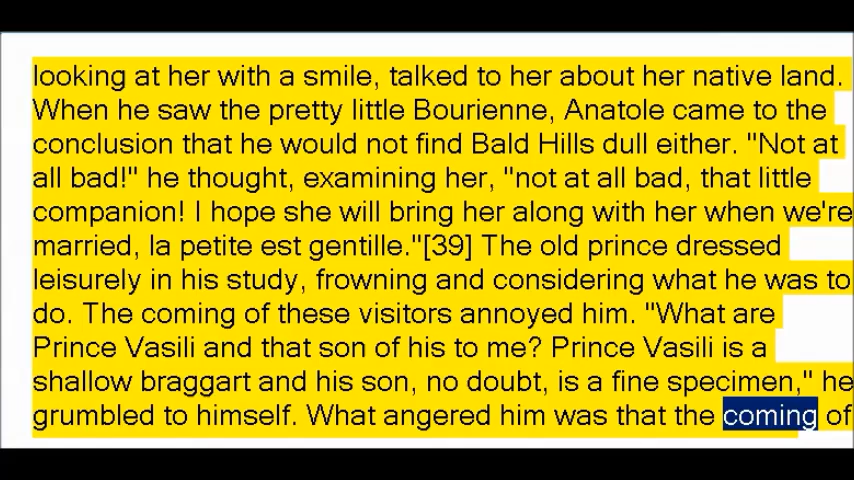 looking at her with a smile, talked to her about her native land.
When he saw the pretty little Bourienne, Anatole came to the
conclusion that he would not find Bald Hills dull either. "Not at
all bad!" he thought, examining her, "not at all bad, that little
companion! I hope she will bring her along with her when we're
married, la petite est gentille."[39] The old prince dressed
leisurely in his study, frowning and considering what he was to
do. The coming of these visitors annoyed him. "What are
Prince Vasili and that son of his to me? Prince Vasili is a
shallow braggart and his son, no doubt, is a fine specimen," he
grumbled to himself. What angered him was that the coming of